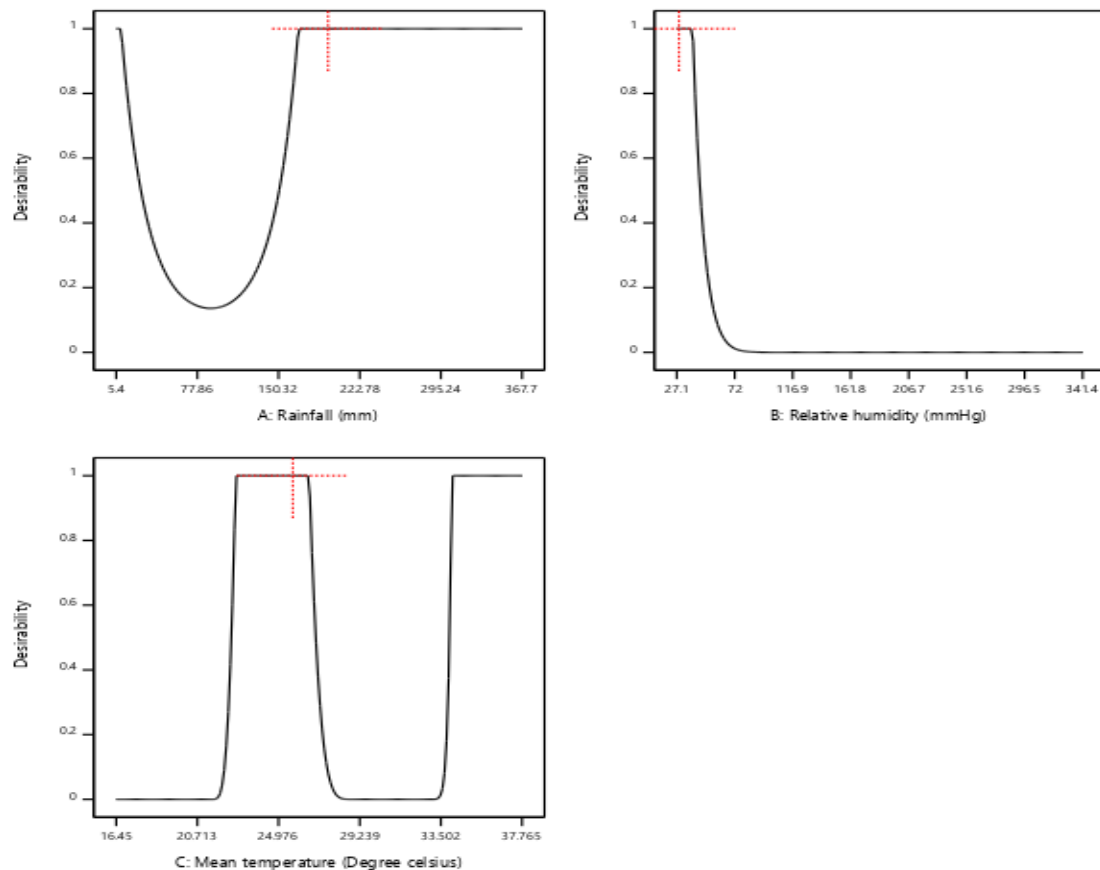 1
0.8
0.6
0.4
0.2
0
Desirability
5.4 77.86 150.32 222.78 295.24 367.7
A: Rainfall (mm)
1
0.8
0.6
0.4
0.2
0
Desirability
27.1 72 116.9 161.8 206.7 251.6 296.5 341.4
B: Relative humidity (mmHg)
1
0.8
0.6
0.4
0.2
0
Desirability
16.45 20.713 24.976 29.239 33.502 37.765
C: Mean temperature (Degree celsius)